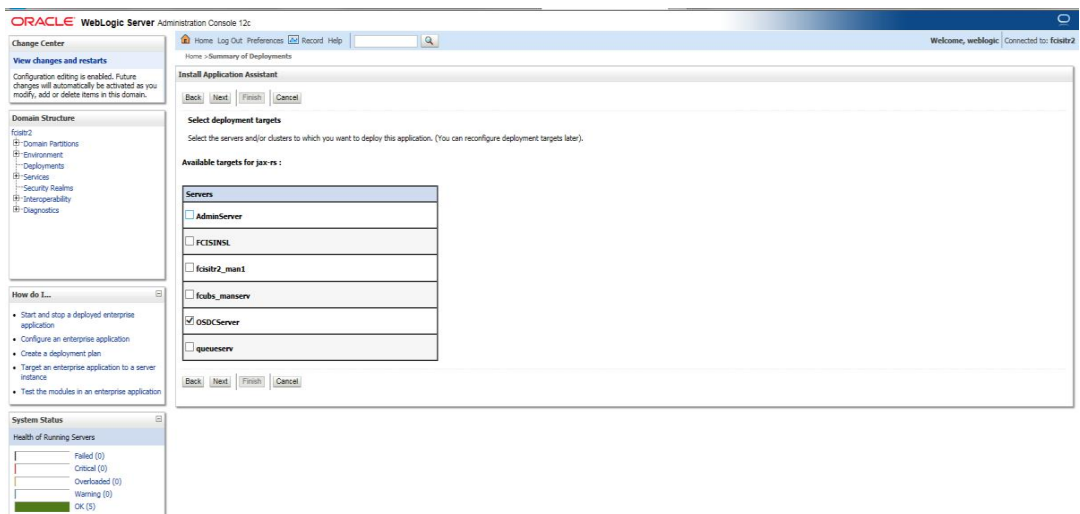 ORACLE WebLogic Server Administration Console 12c
Change Center
View changes and restarts
Configuration editing is enabled. Future
changes will automatically be activated as you
modify, add or delete items in this domain.
Domain Structure
fcisitr2
Domain Partitions
Environment
Deployments
Services
Security Realms
Interoperability
Diagnostics
How do I...
Start and stop a deployed enterprise
application
Configure an enterprise application
Create a deployment plan
Target an enterprise application to a server
instance
Test the modules in an enterprise application
System Status
Health of Running Servers
Failed (0)
Critical (0)
Overloaded (0)
Warning (0)
OK (5)
Home Log Out Preferences Record Help
Welcome, weblogic Connected to: fcisitr2
Home >Summary of Deployments
Install Application Assistant
Back Next Finish Cancel
Select deployment targets
Select the servers and/or clusters to which you want to deploy this application. (You can reconfigure deployment targets later).
Available targets for jax-rs :
Servers
AdminServer
FCISINSL
fcisitr2_man1
fcubs_manserv
OSDCServer
queueserv
Back Next Finish Cancel